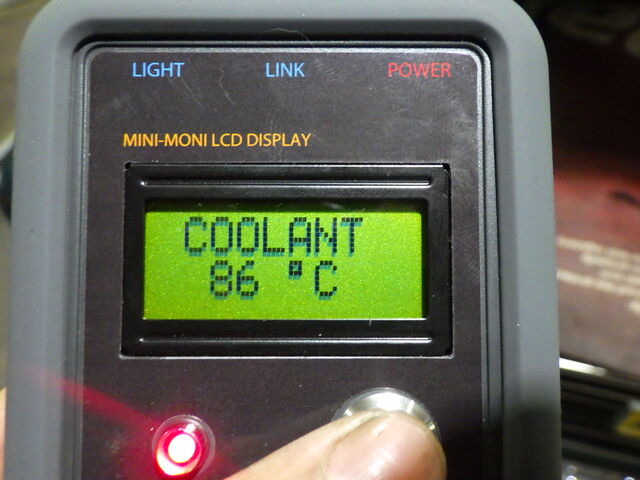 LIGHT LINK POWER
MINI-MONI LCD DISPLAY
COOLANT
86 °C